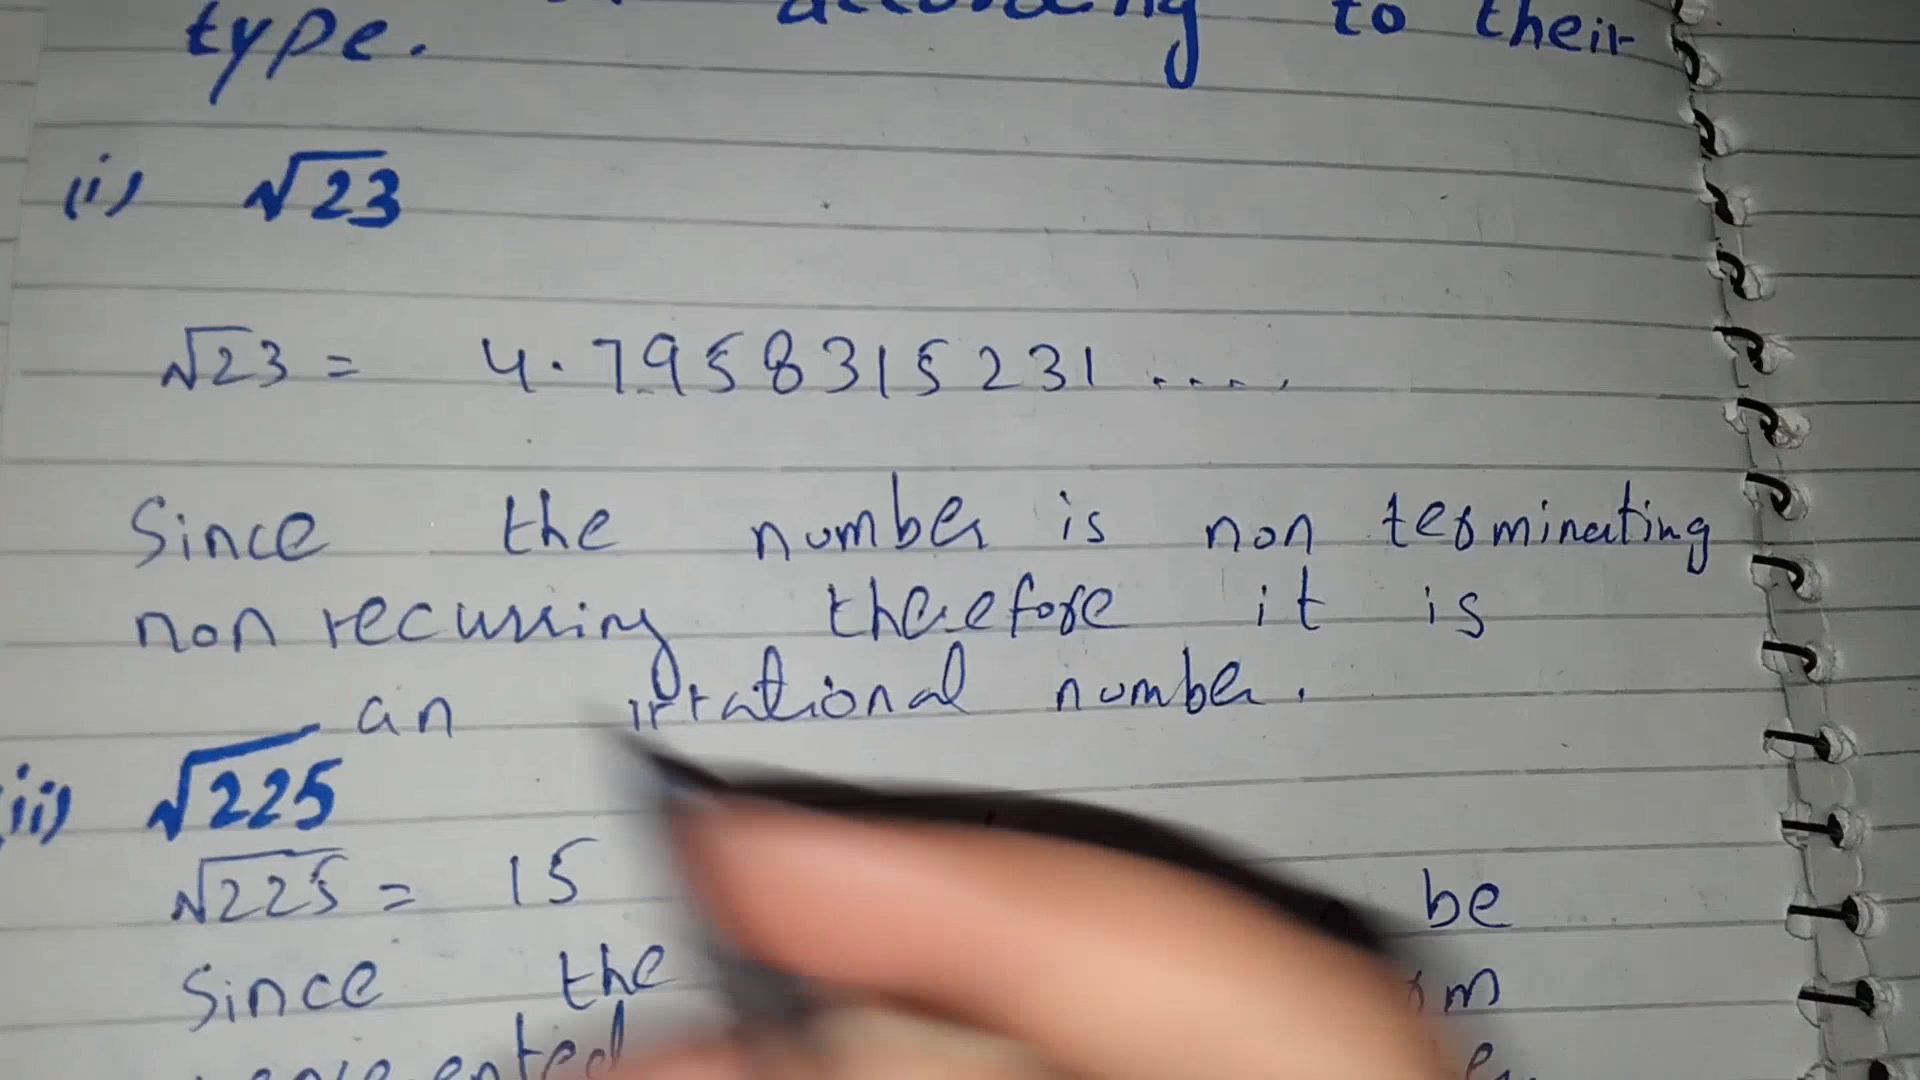 according to their
type.
(i) √23
√23 = 4.7958315231....
Since the number is non terminating
non recurring therefore it is
an irrational number.
ii) √225
√225 = 15 be
Since the